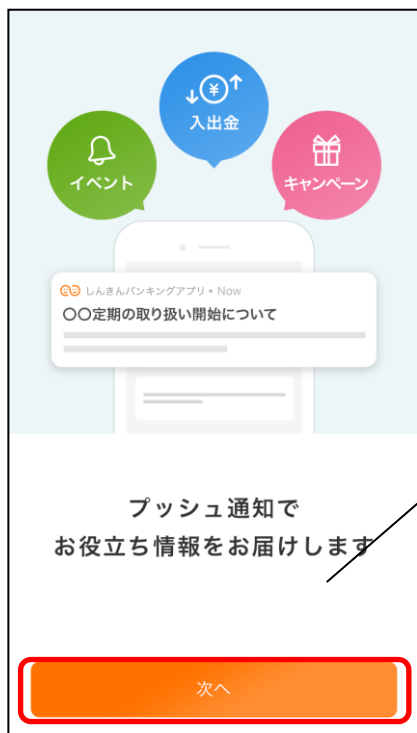 入出金
イベント
キャンペーン
しんきんバンキングアプリ • Now
〇〇定期の取り扱い開始について
プッシュ通知で
お役立ち情報をお届けします
次へ